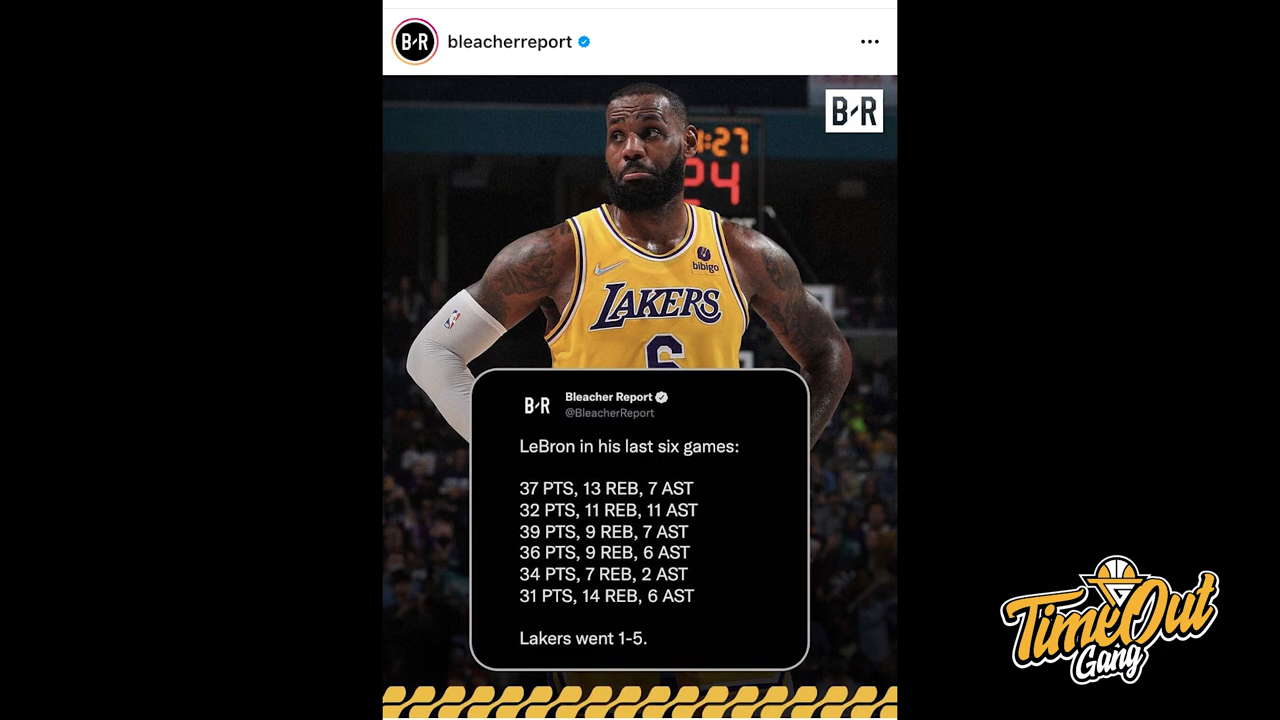 B-R bleacherreport
B-R
:27
24
bibigo
LAKERS
6
B-R Bleacher Report
@BleacherReport
LeBron in his last six games:
37 PTS, 13 REB, 7 AST
32 PTS, 11 REB, 11 AST
39 PTS, 9 REB, 7 AST
36 PTS, 9 REB, 6 AST
34 PTS, 7 REB, 2 AST
31 PTS, 14 REB, 6 AST
Lakers went 1-5.
TimeOut
Gang